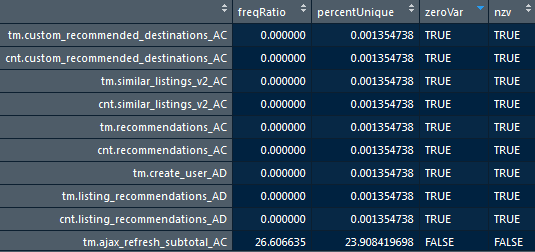 freqRatio percentUnique zeroVar nzv
tm.custom_recommended_destinations_AC 0.000000 0.001354738 TRUE TRUE
cnt.custom_recommended_destinations_AC 0.000000 0.001354738 TRUE TRUE
tm.similar_listings_v2_AC 0.000000 0.001354738 TRUE TRUE
cnt.similar_listings_v2_AC 0.000000 0.001354738 TRUE TRUE
tm.recommendations_AC 0.000000 0.001354738 TRUE TRUE
cnt.recommendations_AC 0.000000 0.001354738 TRUE TRUE
tm.create_user_AD 0.000000 0.001354738 TRUE TRUE
tm.listing_recommendations_AD 0.000000 0.001354738 TRUE TRUE
cnt.listing_recommendations_AD 0.000000 0.001354738 TRUE TRUE
tm.ajax_refresh_subtotal_AC 26.606635 23.908419698 FALSE FALSE